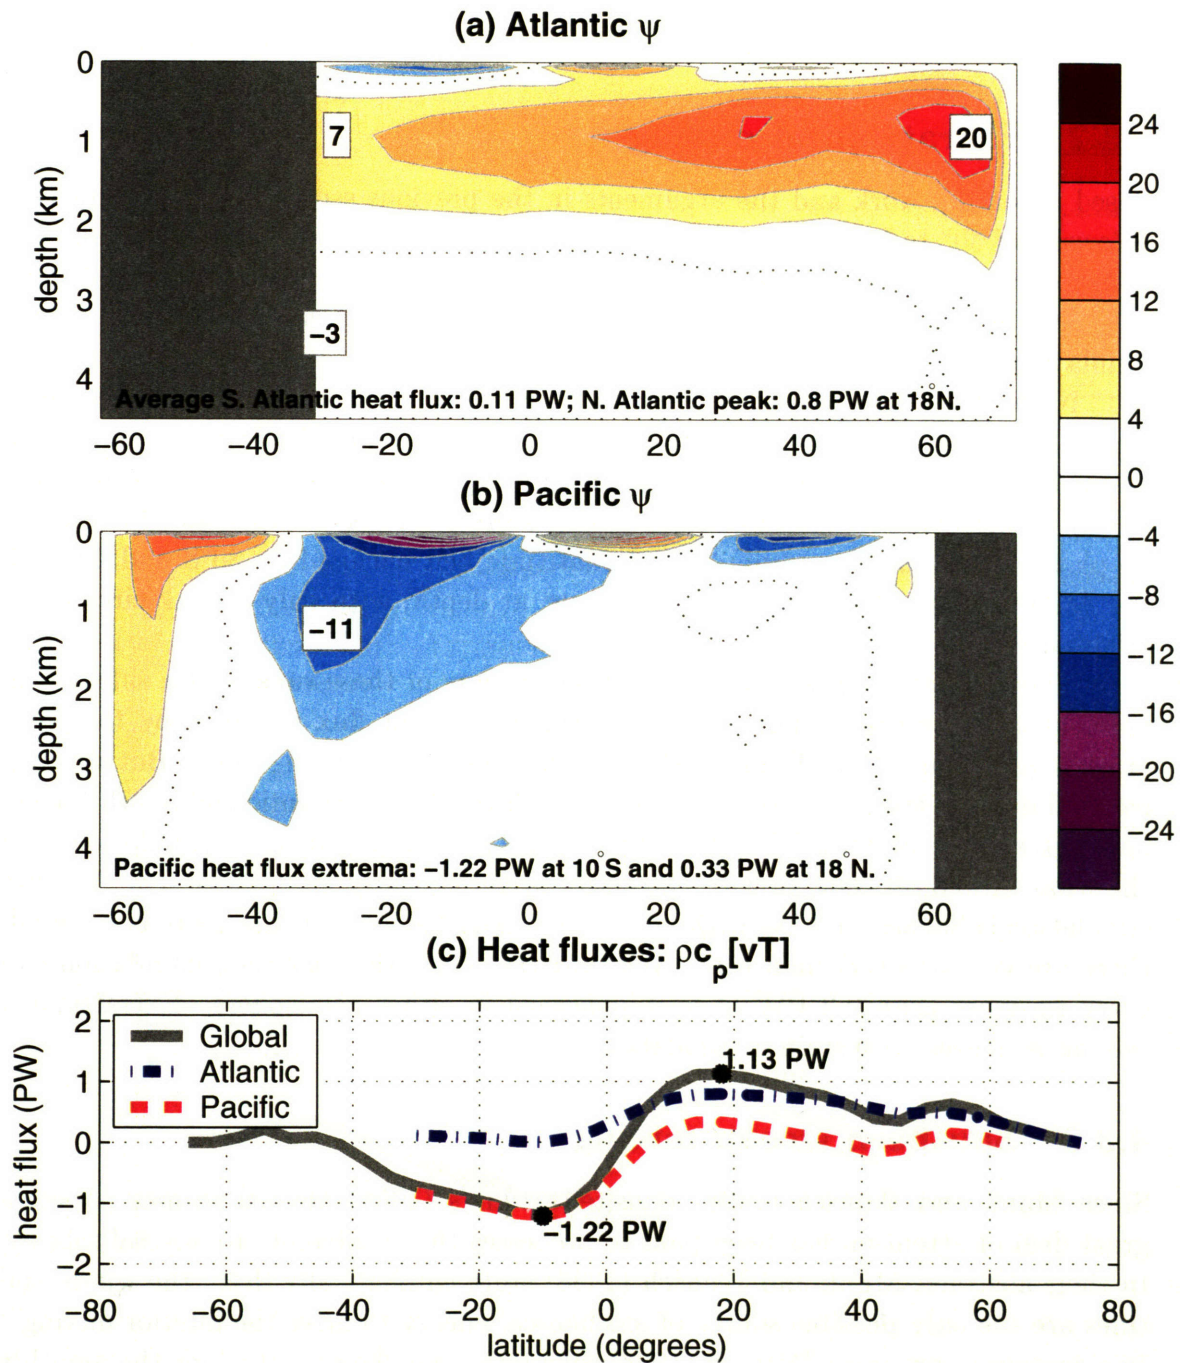 (a) Atlantic ψ
0
1
2
3
4
depth (km)
7
20
−3
Average S. Atlantic heat flux: 0.11 PW; N. Atlantic peak: 0.8 PW at 18°N.
−60 −40 −20 0 20 40 60
24
20
16
12
8
4
0
−4
−8
−12
−16
−20
−24
(b) Pacific ψ
0
1
2
3
4
depth (km)
−11
Pacific heat flux extrema: −1.22 PW at 10°S and 0.33 PW at 18°N.
−60 −40 −20 0 20 40 60
(c) Heat fluxes: ρcp[vT]
2
1
0
−1
−2
heat flux (PW)
Global
Atlantic
Pacific
1.13 PW
−1.22 PW
−80 −60 −40 −20 0 20 40 60 80
latitude (degrees)